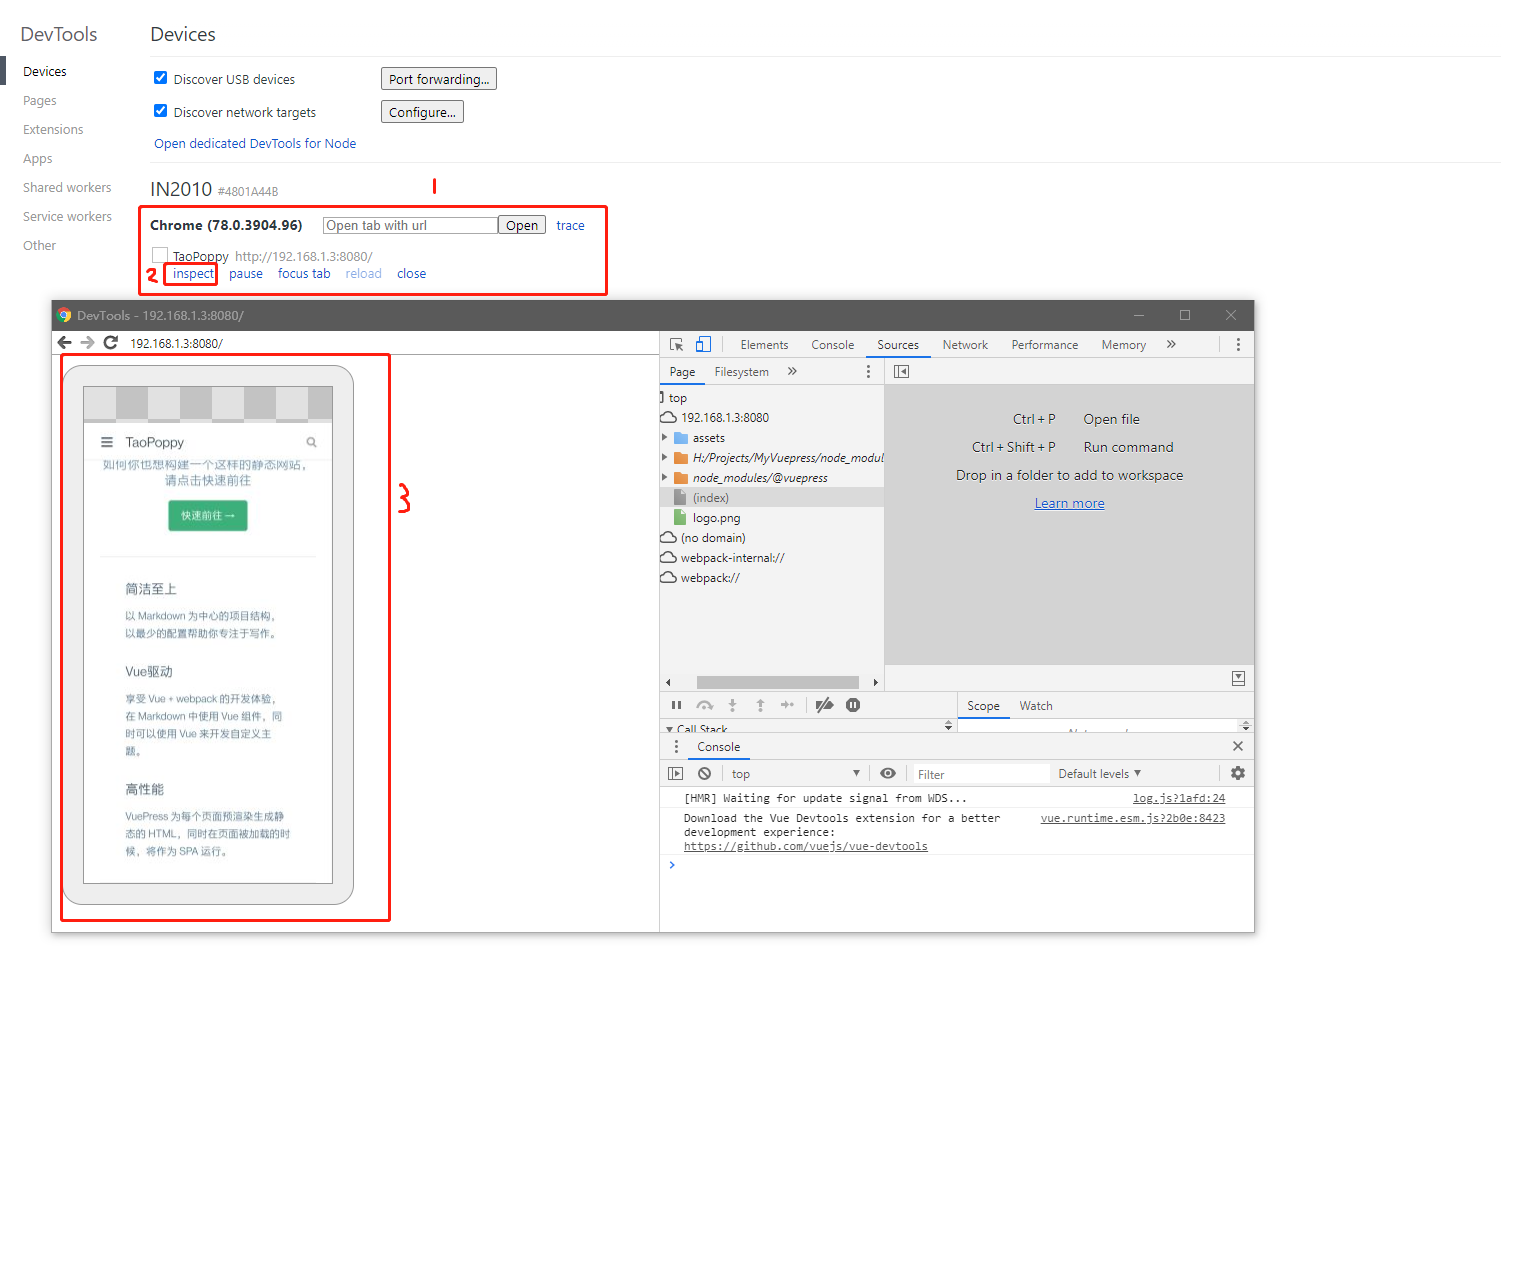 DevTools
Devices
Pages
Extensions
Apps
Shared workers
Service workers
Other
Devices
Discover USB devices Port forwarding...
Discover network targets Configure...
Open dedicated DevTools for Node
IN2010 #4801A44B
1
Chrome (78.0.3904.96) Open tab with url Open trace
TaoPoppy http://192.168.1.3:8080/
2 inspect pause focus tab reload close
DevTools - 192.168.1.3:8080/
192.168.1.3:8080/
3
TaoPoppy
如何你也想构建一个这样的静态网站，
请点击快速前往
快速前往 →
简洁至上
以 Markdown 为中心的项目结构，
以最少的配置帮助你专注于写作。
Vue驱动
享受 Vue + webpack 的开发体验，
在 Markdown 中使用 Vue 组件，同
时可以使用 Vue 来开发自定义主
题。
高性能
VuePress 为每个页面预渲染生成静
态的 HTML，同时在页面被加载的时
候，将作为 SPA 运行。
Elements Console Sources Network Performance Memory »
Page Filesystem »
top
192.168.1.3:8080
assets
H:/Projects/MyVuepress/node_modul
node_modules/@vuepress
(index)
logo.png
(no domain)
webpack-internal://
webpack://
Ctrl + P Open file
Ctrl + Shift + P Run command
Drop in a folder to add to workspace
Learn more
Scope Watch
Call Stack
Console
top Filter Default levels
[HMR] Waiting for update signal from WDS... log.js?1afd:24
Download the Vue Devtools extension for a better vue.runtime.esm.js?2b0e:8423
development experience:
https://github.com/vuejs/vue-devtools